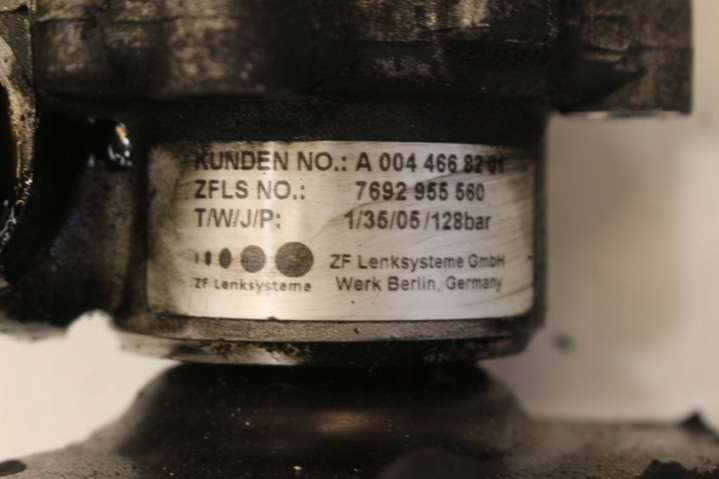 KUNDEN NO.: A 004 466 82 01
ZFLS NO.: 7692 955 560
T/W/J/P: 1/35/05/128bar
ZF Lenksysteme GmbH
ZF Lenksysteme
Werk Berlin, Germany